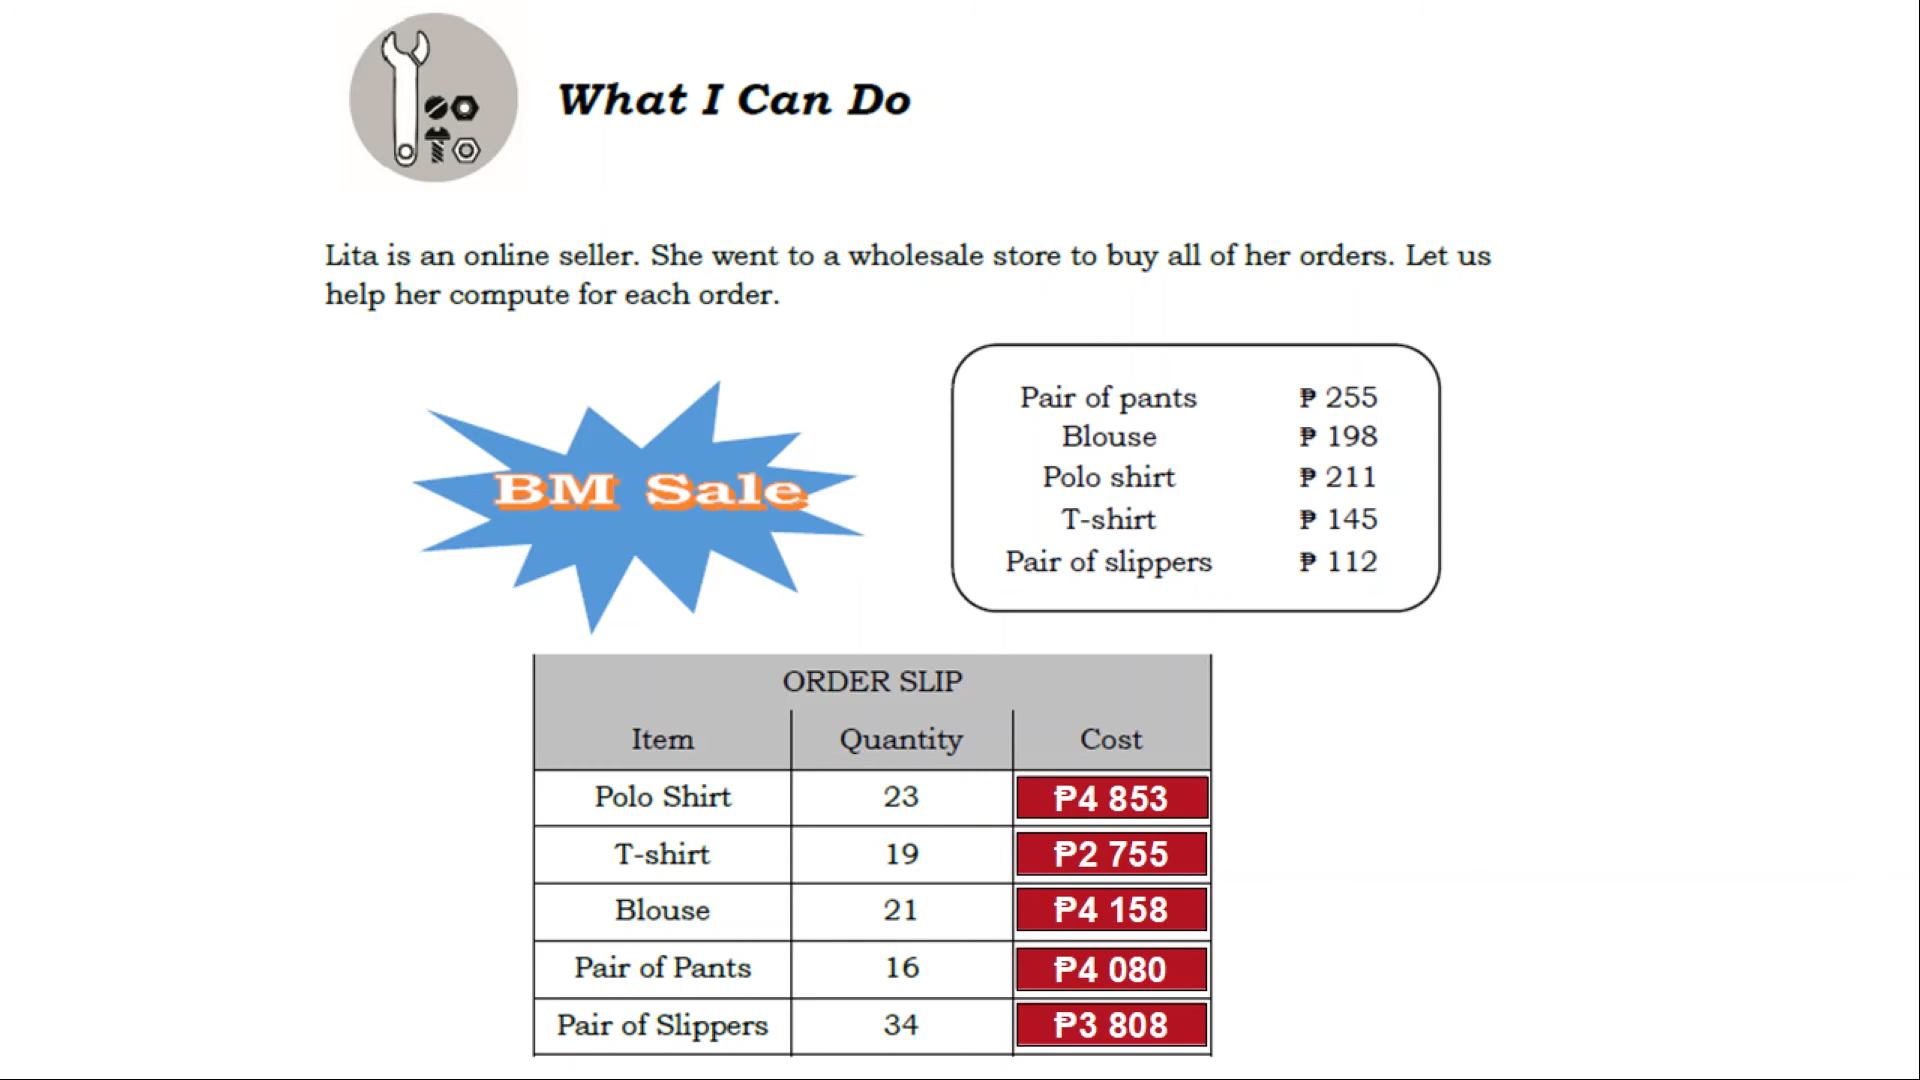 What I Can Do
Lita is an online seller. She went to a wholesale store to buy all of her orders. Let us
help her compute for each order.
BM Sale
Pair of pants ₱ 255
Blouse ₱ 198
Polo shirt ₱ 211
T-shirt ₱ 145
Pair of slippers ₱ 112
ORDER SLIP
Item Quantity Cost
Polo Shirt 23 ₱4 853
T-shirt 19 ₱2 755
Blouse 21 ₱4 158
Pair of Pants 16 ₱4 080
Pair of Slippers 34 ₱3 808